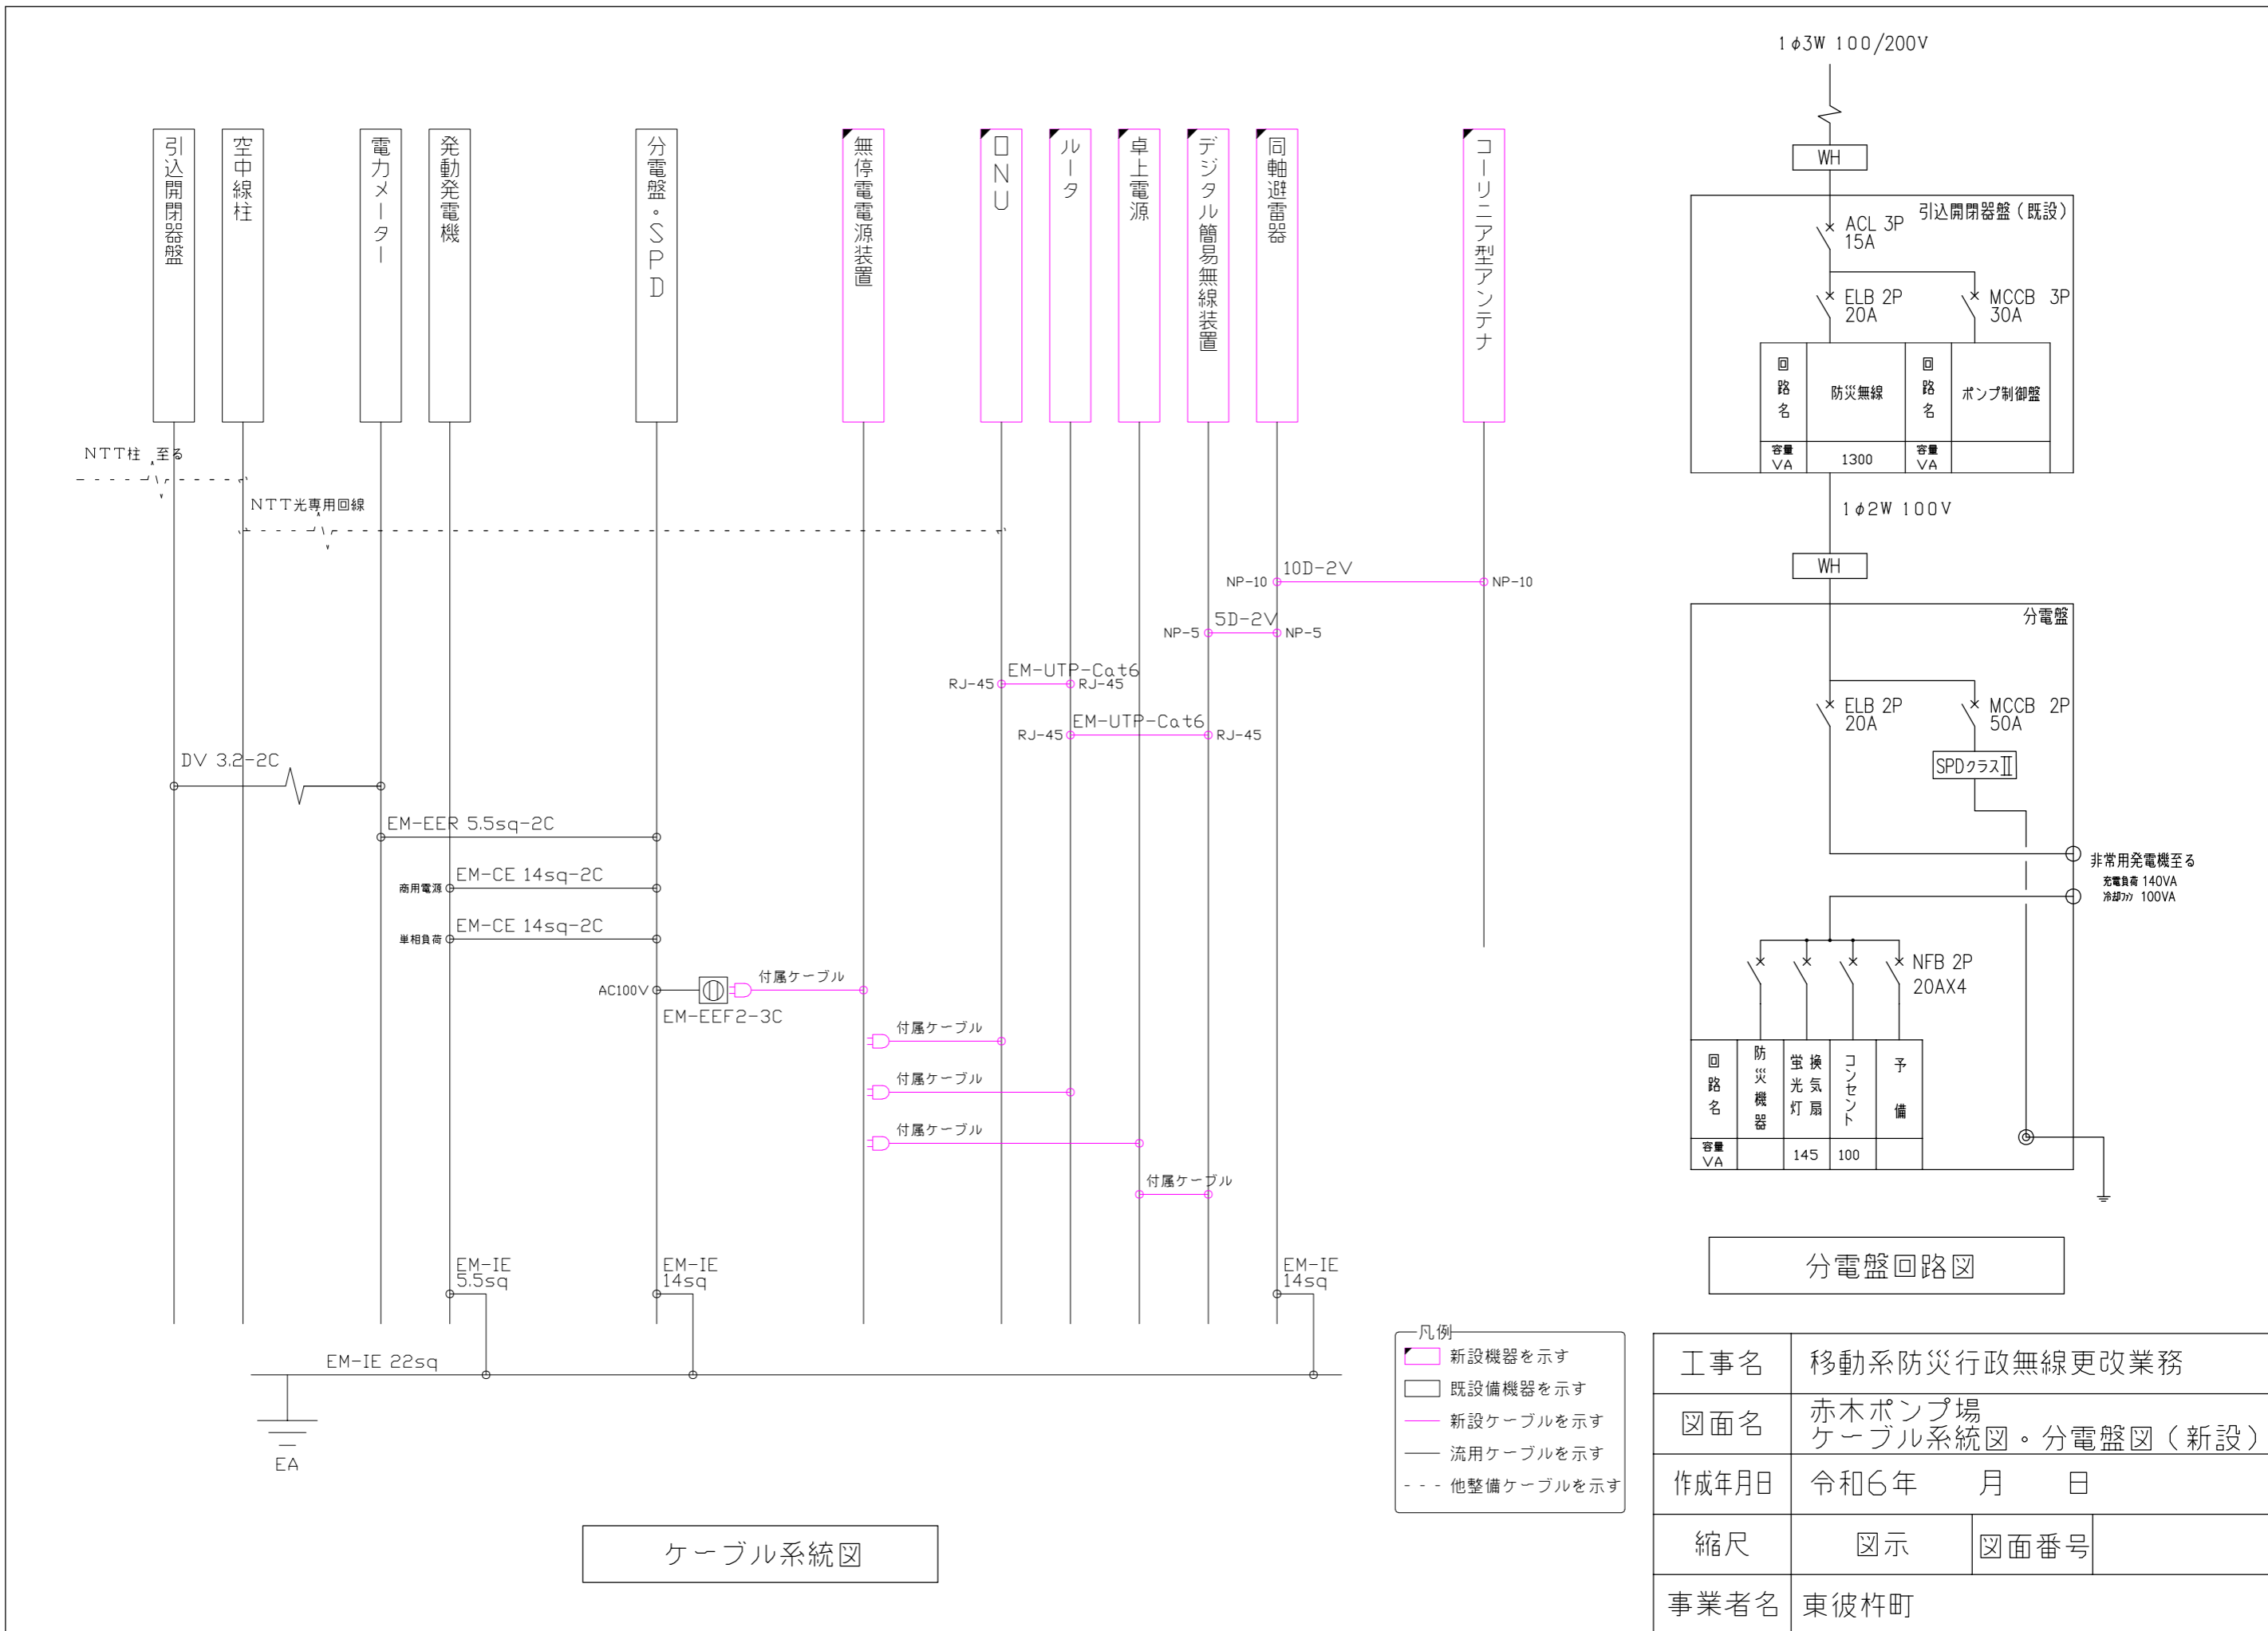 引込開閉器盤
空中線柱
電力メーター
発動発電機
分電盤・SPD
無停電電源装置
ONU
ルータ
卓上電源
デジタル簡易無線装置
同軸避雷器
コーリニア型アンテナ
NTT柱 至る
NTT光専用回線
NP-10 10D-2V NP-10
NP-5 5D-2V NP-5
RJ-45 EM-UTP-Cat6 RJ-45
RJ-45 EM-UTP-Cat6 RJ-45
DV 3.2-2C
EM-EER 5.5sq-2C
商用電源 EM-CE 14sq-2C
単相負荷 EM-CE 14sq-2C
AC100V 付属ケーブル
EM-EEF2-3C
付属ケーブル
付属ケーブル
付属ケーブル
付属ケーブル
EM-IE
5.5sq
EM-IE
14sq
EM-IE
14sq
EM-IE 22sq
EA
ケーブル系統図
凡例
新設機器を示す
既設備機器を示す
新設ケーブルを示す
流用ケーブルを示す
他整備ケーブルを示す
1φ3W 100/200V
WH
引込開閉器盤(既設)
ACL 3P
15A
ELB 2P
20A
MCCB 3P
30A
回路名 防災無線 回路名 ポンプ制御盤
容量VA 1300 容量VA
1φ2W 100V
WH
分電盤
ELB 2P
20A
MCCB 2P
50A
SPDクラスⅡ
非常用発電機至る
充電負荷 140VA
冷却ファン 100VA
NFB 2P
20AX4
回路名 防災機器 換気扇 蛍光灯 コンセント 予備
容量VA 145 100
分電盤回路図
工事名 移動系防災行政無線更改業務
図面名 赤木ポンプ場
ケーブル系統図・分電盤図(新設)
作成年月日 令和6年 月 日
縮尺 図示 図面番号
事業者名 東彼杵町